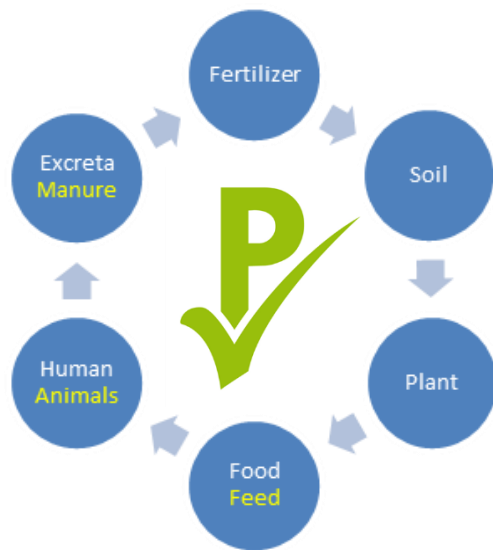 Fertilizer
Soil
Plant
Food
Feed
Human
Animals
Excreta
Manure
P